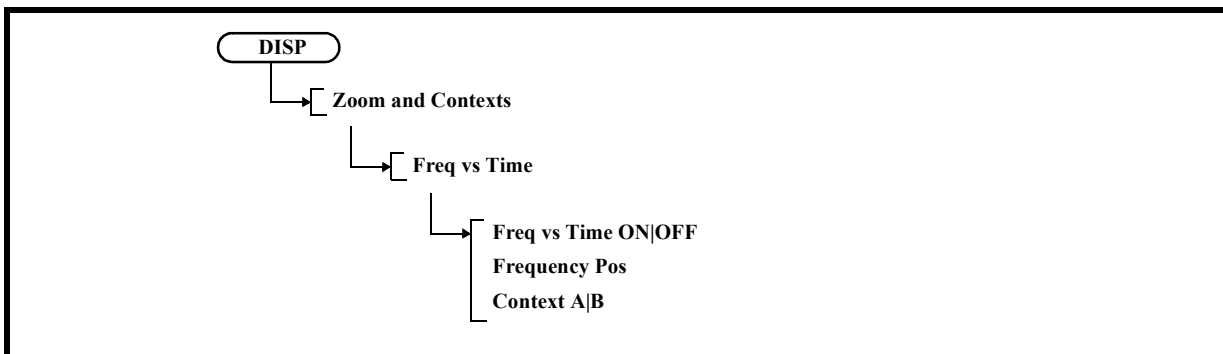 DISP
Zoom and Contexts
Freq vs Time
Freq vs Time ON|OFF
Frequency Pos
Context A|B